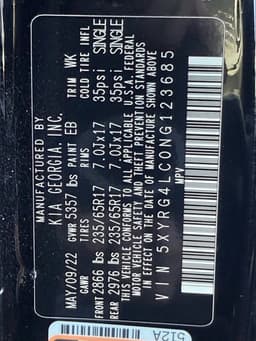 MANUFACTURED BY
KIA GEORGIA, INC.
MAY/09/22 GVWR 5357 lbs PAINT EB TRIM WK
GAWR COLD TIRE INFL
FRONT 2866 lbs 235/65R17 7.0Jx17 35psi SINGLE
REAR 2976 lbs 235/65R17 7.0Jx17 35psi SINGLE
THIS VEHICLE CONFORMS TO ALL APPLICABLE U.S.A. FEDERAL
MOTOR VEHICLE SAFETY AND THEFT PREVENTION STANDARDS
IN EFFECT ON THE DATE OF MANUFACTURE SHOWN ABOVE
VIN 5XYRG4LC0NG123685
MPV
512A